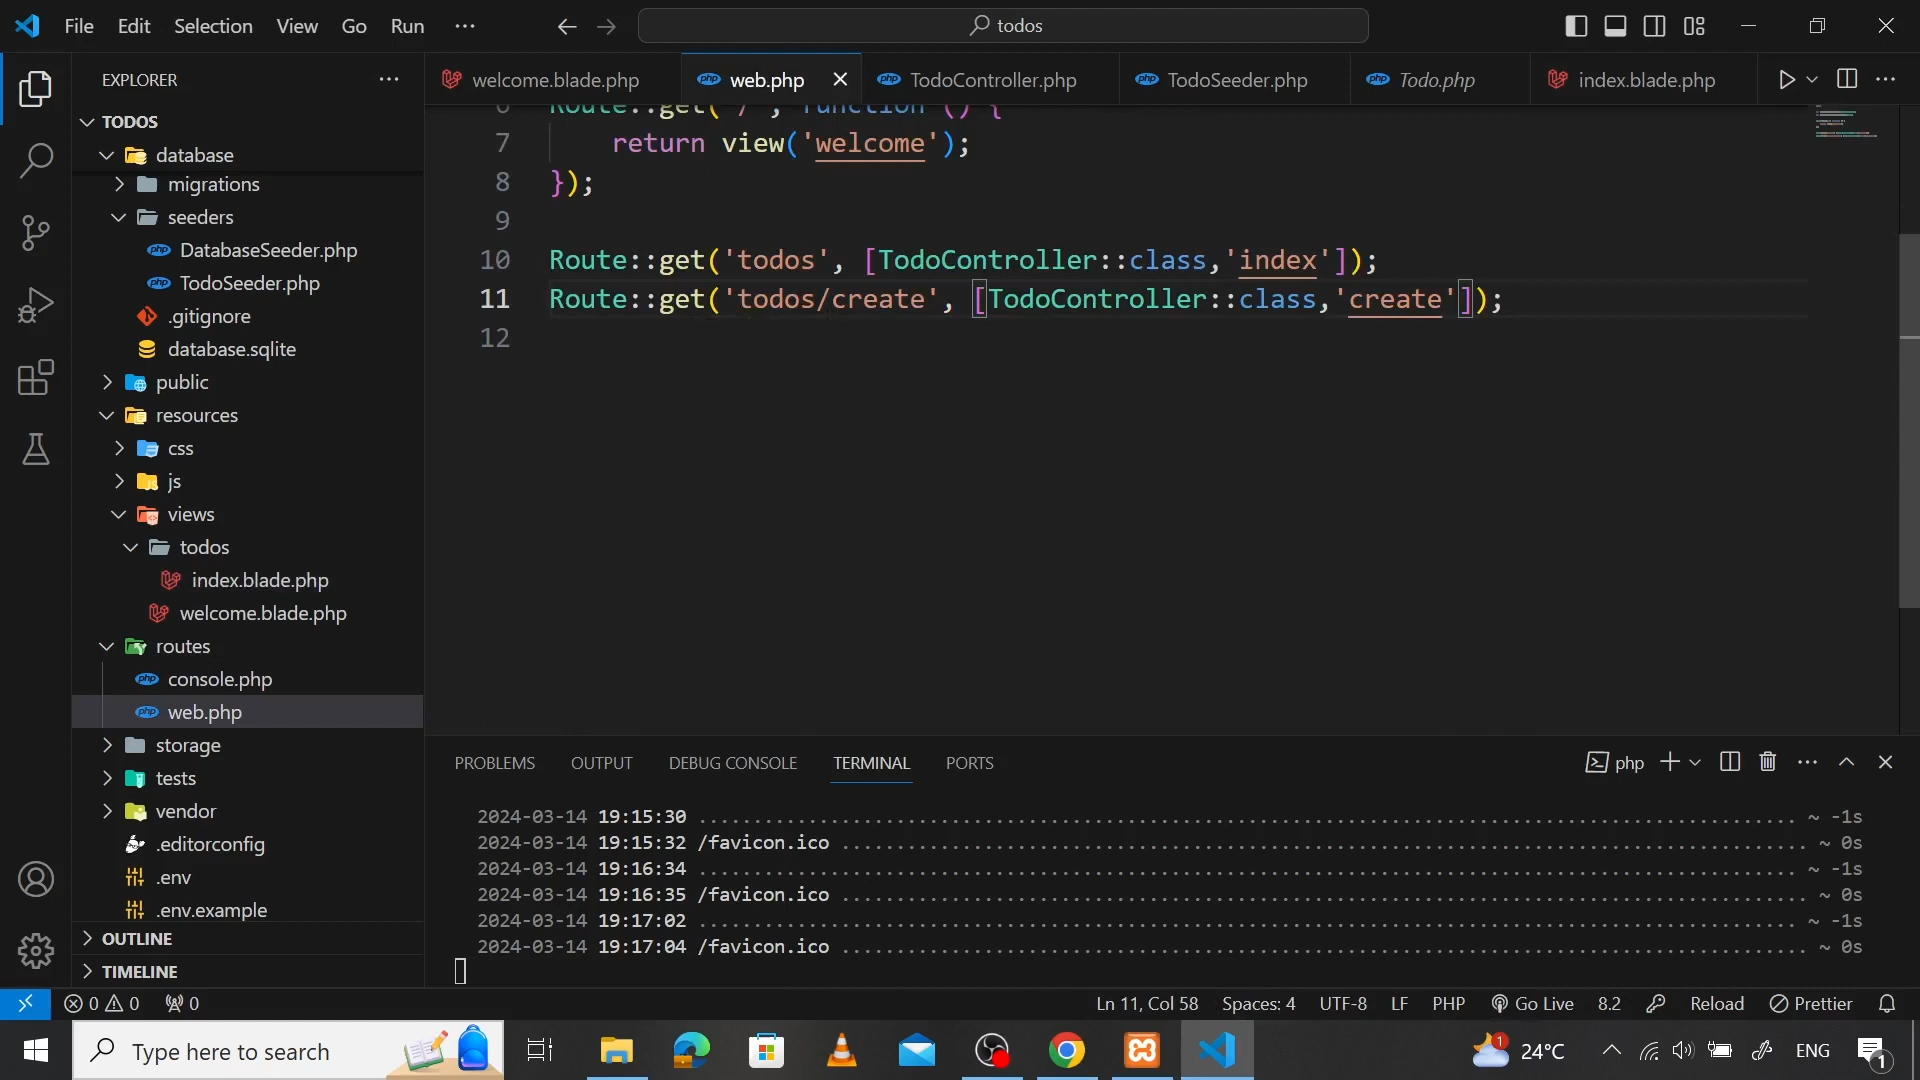 File Edit Selection View Go Run ··· todos
EXPLORER ···
welcome.blade.php web.php TodoController.php TodoSeeder.php Todo.php index.blade.php ···
TODOS
database
migrations
seeders
DatabaseSeeder.php
TodoSeeder.php
.gitignore
database.sqlite
public
resources
css
js
views
todos
index.blade.php
welcome.blade.php
routes
console.php
web.php
storage
tests
vendor
.editorconfig
.env
.env.example
OUTLINE
TIMELINE
6 Route::get('/', function () {
7 return view('welcome');
8 });
9
10 Route::get('todos', [TodoController::class,'index']);
11 Route::get('todos/create', [TodoController::class,'create']);
12
PROBLEMS OUTPUT DEBUG CONSOLE TERMINAL PORTS php ···
2024-03-14 19:15:30 .................................................. ~ -1s
2024-03-14 19:15:32 /favicon.ico .................................................. ~ 0s
2024-03-14 19:16:34 .................................................. ~ -1s
2024-03-14 19:16:35 /favicon.ico .................................................. ~ 0s
2024-03-14 19:17:02 .................................................. ~ -1s
2024-03-14 19:17:04 /favicon.ico .................................................. ~ 0s
0 0 0 Ln 11, Col 58 Spaces: 4 UTF-8 LF PHP Go Live 8.2 Reload Prettier
Type here to search 1 24°C ENG 1